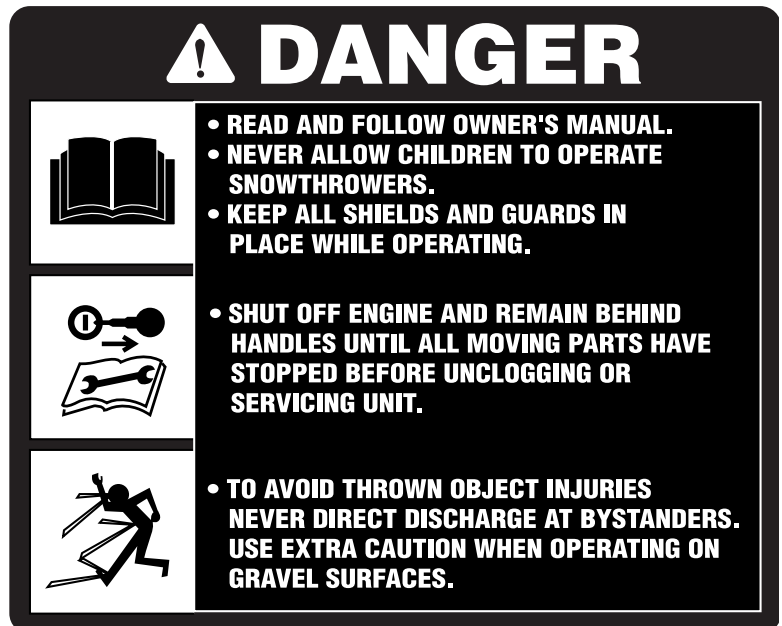 DANGER
• READ AND FOLLOW OWNER'S MANUAL.
• NEVER ALLOW CHILDREN TO OPERATE
SNOWTHROWERS.
• KEEP ALL SHIELDS AND GUARDS IN
PLACE WHILE OPERATING.
• SHUT OFF ENGINE AND REMAIN BEHIND
HANDLES UNTIL ALL MOVING PARTS HAVE
STOPPED BEFORE UNCLOGGING OR
SERVICING UNIT.
• TO AVOID THROWN OBJECT INJURIES
NEVER DIRECT DISCHARGE AT BYSTANDERS.
USE EXTRA CAUTION WHEN OPERATING ON
GRAVEL SURFACES.